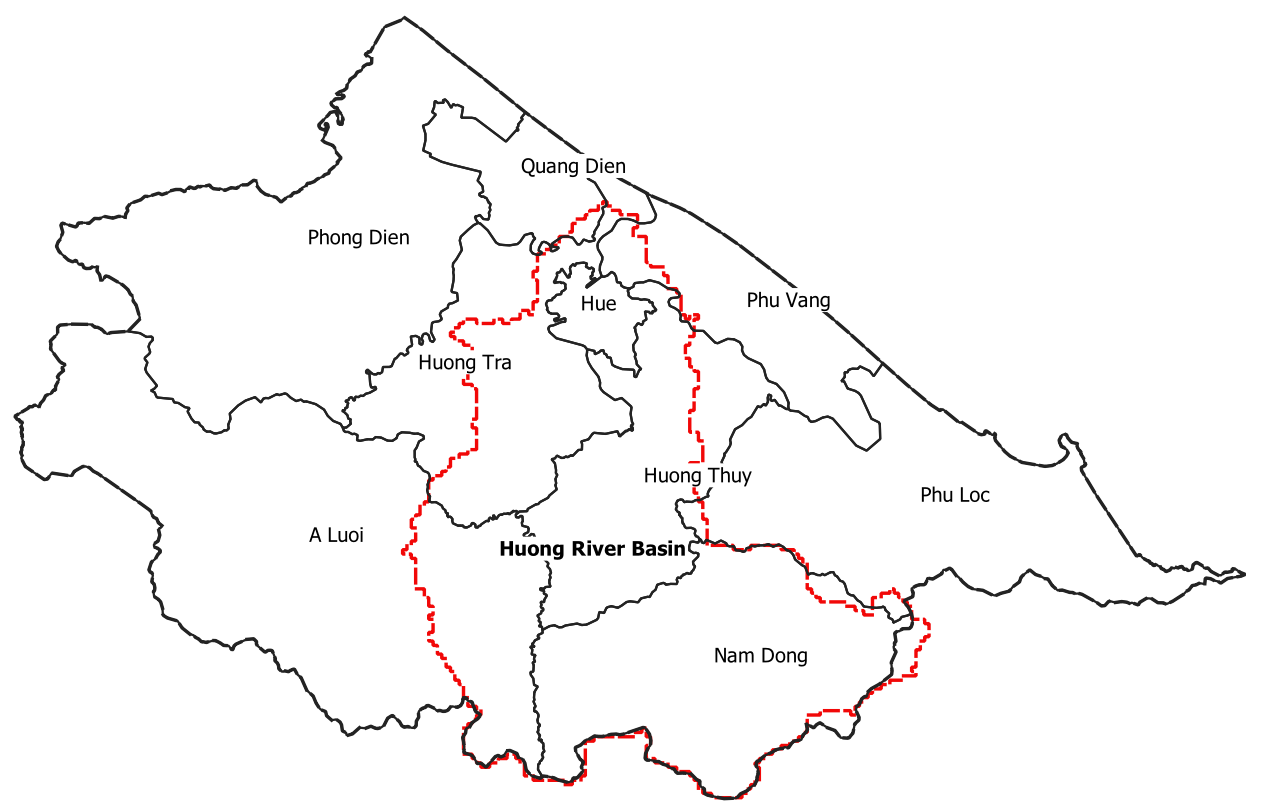 Quang Dien
Phong Dien
Hue
Phu Vang
Huong Tra
Huong Thuy
Phu Loc
A Luoi
Huong River Basin
Nam Dong